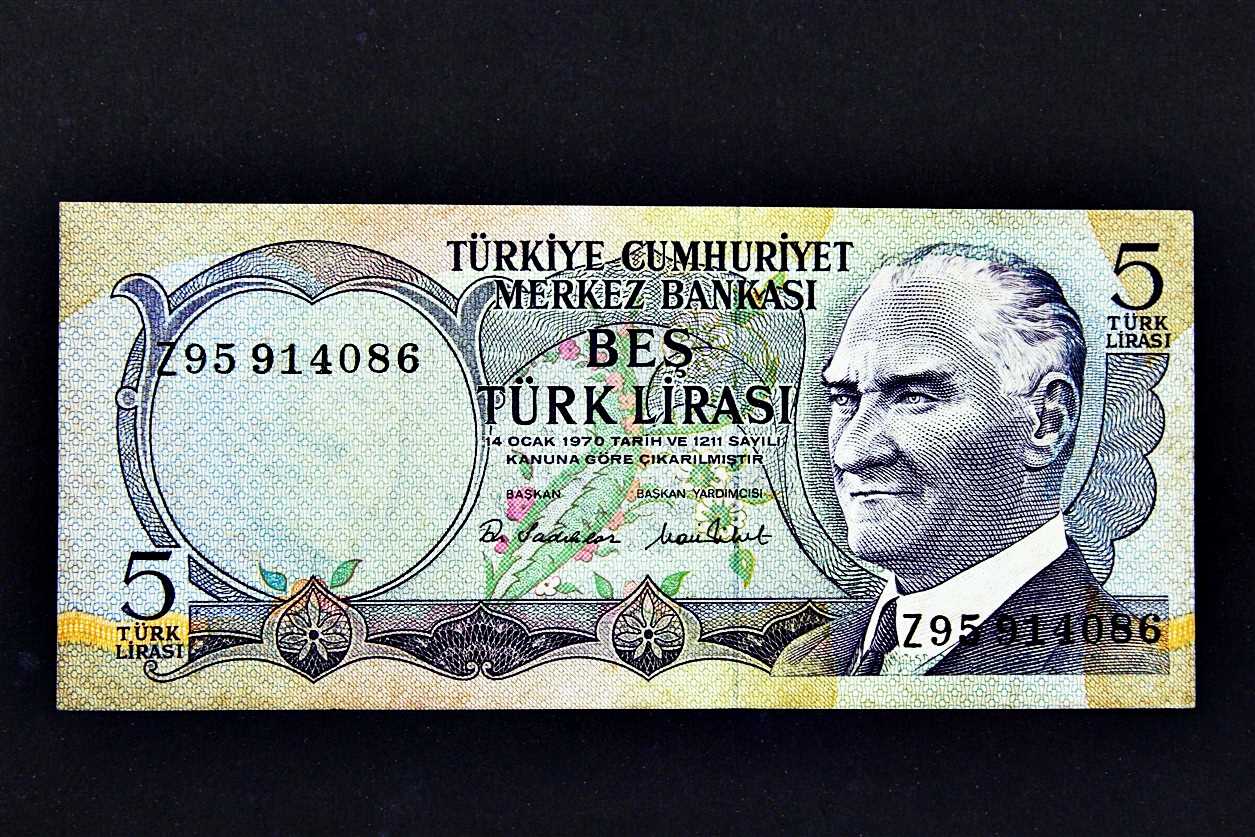 TÜRKİYE CUMHURİYET
MERKEZ BANKASI
5
TÜRK
LİRASI
Z95 914086
BEŞ
TÜRK LİRASI
14 OCAK 1970 TARİH VE 1211 SAYILI
KANUNA GÖRE ÇIKARILMIŞTIR
BAŞKAN
BAŞKAN YARDIMCISI
5
TÜRK
LİRASI
Z95 914086